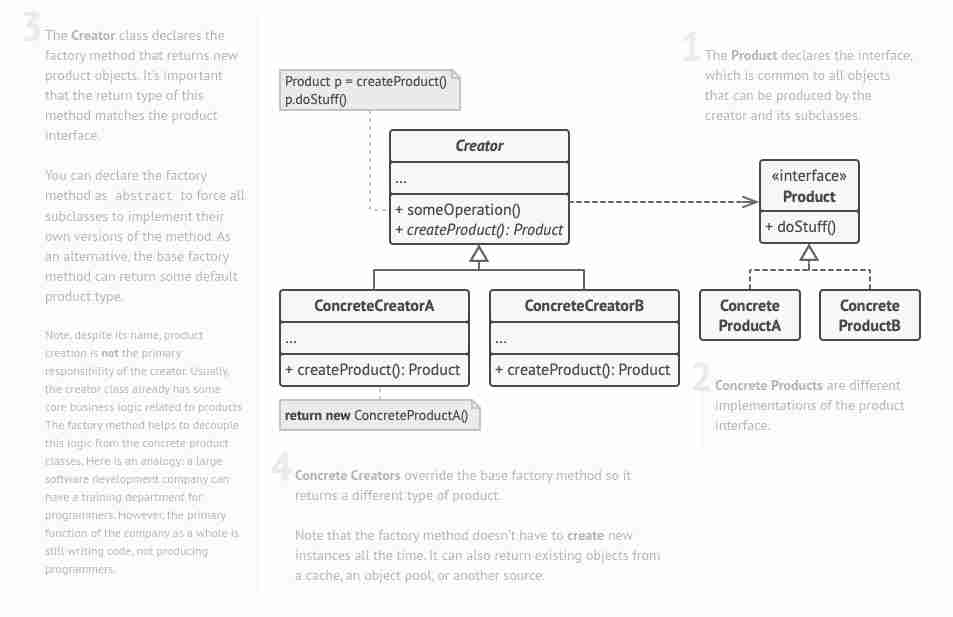 3
The Creator class declares the
factory method that returns new
product objects. It's important
that the return type of this
method matches the product
interface.
You can declare the factory
method as abstract to force all
subclasses to implement their
own versions of the method. As
an alternative, the base factory
method can return some default
product type.
Note, despite its name, product
creation is not the primary
responsibility of the creator. Usually,
the creator class already has some
core business logic related to products
The factory method helps to decouple
this logic from the concrete product
classes. Here is an analogy: a large
software development company can
have a training department for
programmers. However, the primary
function of the company as a whole is
still writing code, not producing
programmers.
Product p = createProduct()
p.doStuff()
Creator
...
+ someOperation()
+ createProduct(): Product
ConcreteCreatorA
...
+ createProduct(): Product
return new ConcreteProductA()
ConcreteCreatorB
...
+ createProduct(): Product
1
The Product declares the interface,
which is common to all objects
that can be produced by the
creator and its subclasses.
«interface»
Product
+ doStuff()
Concrete
ProductA
Concrete
ProductB
2
Concrete Products are different
implementations of the product
interface.
4
Concrete Creators override the base factory method so it
returns a different type of product.
Note that the factory method doesn't have to create new
instances all the time. It can also return existing objects from
a cache, an object pool, or another source.